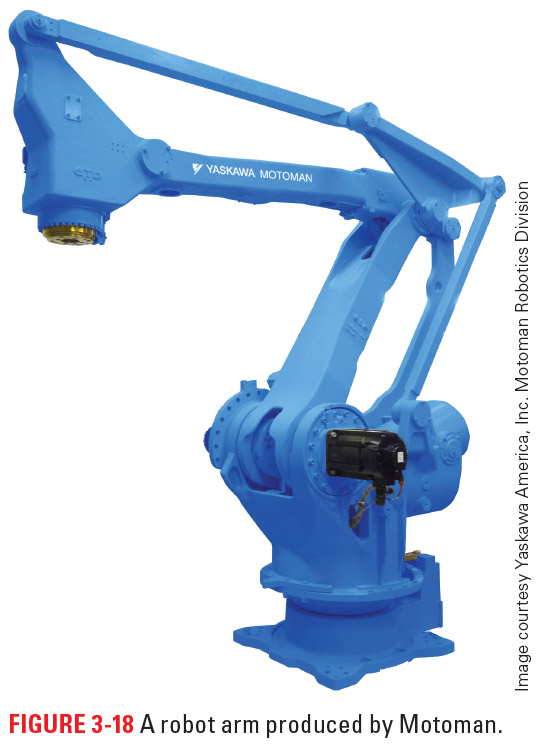 YASKAWA MOTOMAN
Image courtesy Yaskawa America, Inc. Motoman Robotics Division
FIGURE 3-18 A robot arm produced by Motoman.